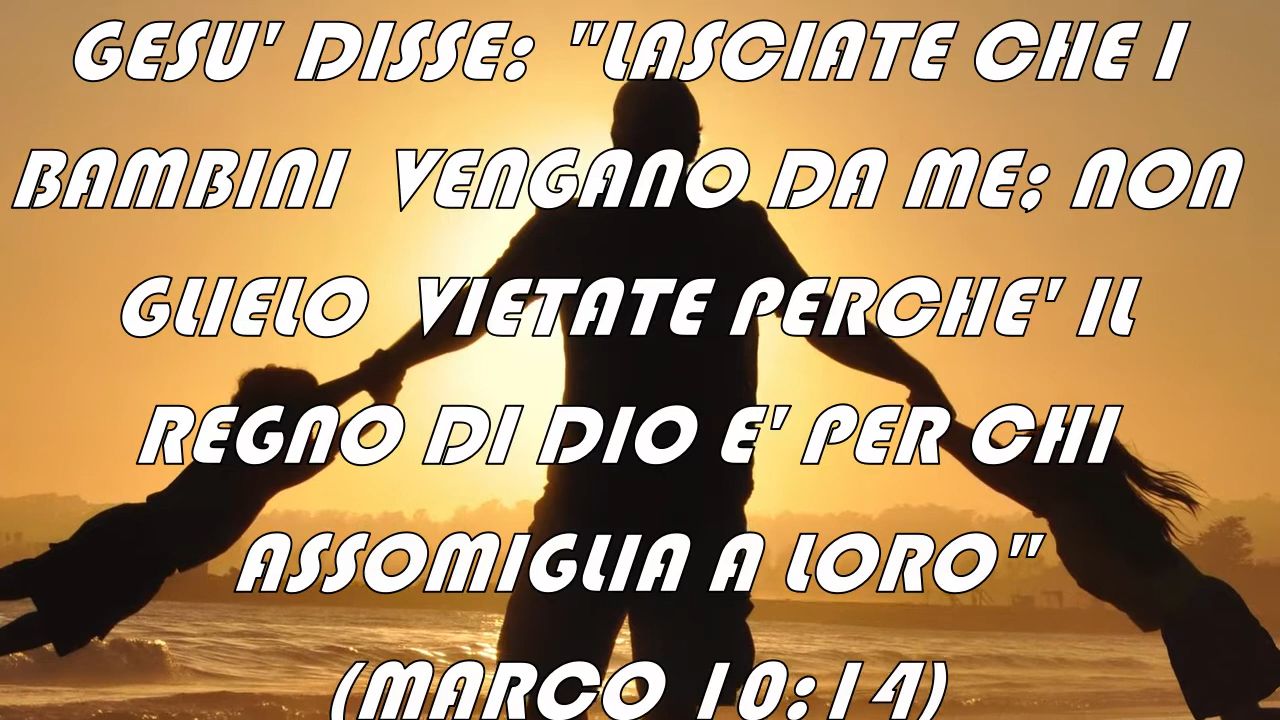 GESU' DISSE: "LASCIATE CHE I
BAMBINI VENGANO DA ME; NON
GLIELO VIETATE PERCHE' IL
REGNO DI DIO E' PER CHI
ASSOMIGLIA A LORO"
(MARCO 10:14)